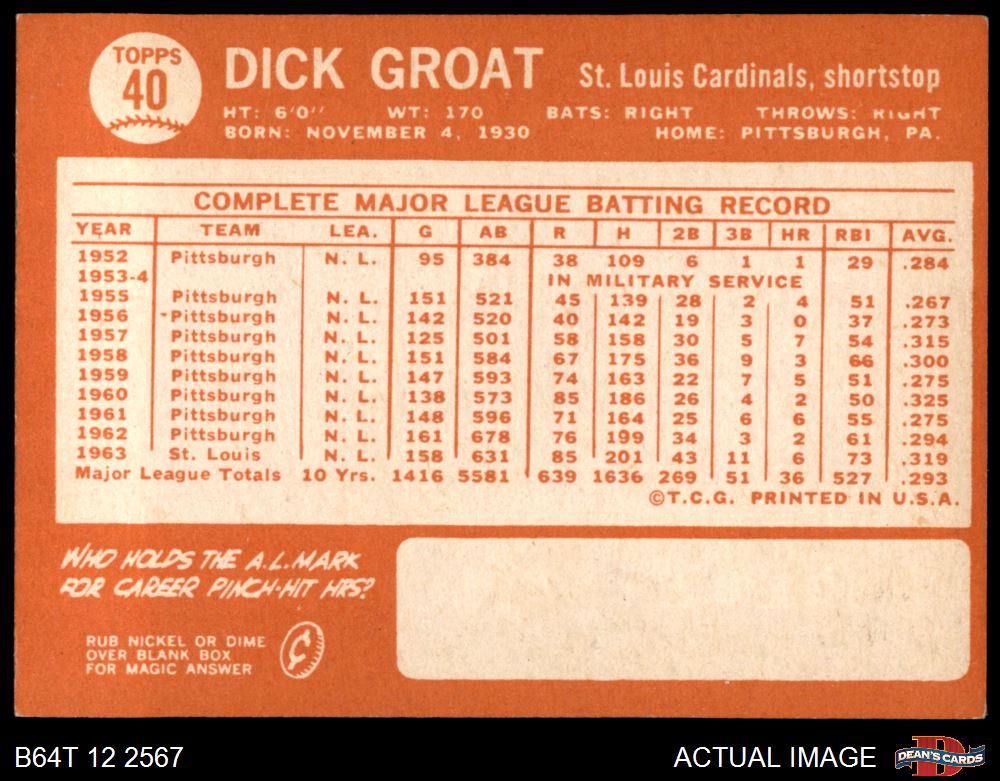 TOPPS
40
DICK GROAT St. Louis Cardinals, shortstop
HT: 6'0" WT: 170 BATS: RIGHT THROWS: RIGHT
BORN: NOVEMBER 4, 1930 HOME: PITTSBURGH, PA.
COMPLETE MAJOR LEAGUE BATTING RECORD
YEAR TEAM LEA. G AB R H 2B 3B HR RBI AVG.
1952 Pittsburgh N. L. 95 384 38 109 6 1 1 29 .284
1953-4 IN MILITARY SERVICE
1955 Pittsburgh N. L. 151 521 45 139 28 2 4 51 .267
1956 Pittsburgh N. L. 142 520 40 142 19 3 0 37 .273
1957 Pittsburgh N. L. 125 501 58 158 30 5 7 54 .315
1958 Pittsburgh N. L. 151 584 67 175 36 9 3 66 .300
1959 Pittsburgh N. L. 147 593 74 163 22 7 5 51 .275
1960 Pittsburgh N. L. 138 573 85 186 26 4 2 50 .325
1961 Pittsburgh N. L. 148 596 71 164 25 6 6 55 .275
1962 Pittsburgh N. L. 161 678 76 199 34 3 2 61 .294
1963 St. Louis N. L. 158 631 85 201 43 11 6 73 .319
Major League Totals 10 Yrs. 1416 5581 639 1636 269 51 36 527 .293
©T.C.G. PRINTED IN U.S.A.
WHO HOLDS THE A.L. MARK
FOR CAREER PINCH-HIT HRS?
RUB NICKEL OR DIME
OVER BLANK BOX
FOR MAGIC ANSWER
¢
B64T 12 2567 ACTUAL IMAGE DEAN'S CARDS